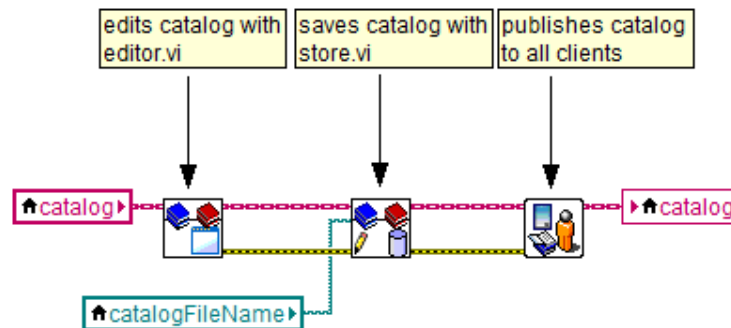 edits catalog with
editor.vi
saves catalog with
store.vi
publishes catalog
to all clients
catalog
catalog
catalogFileName